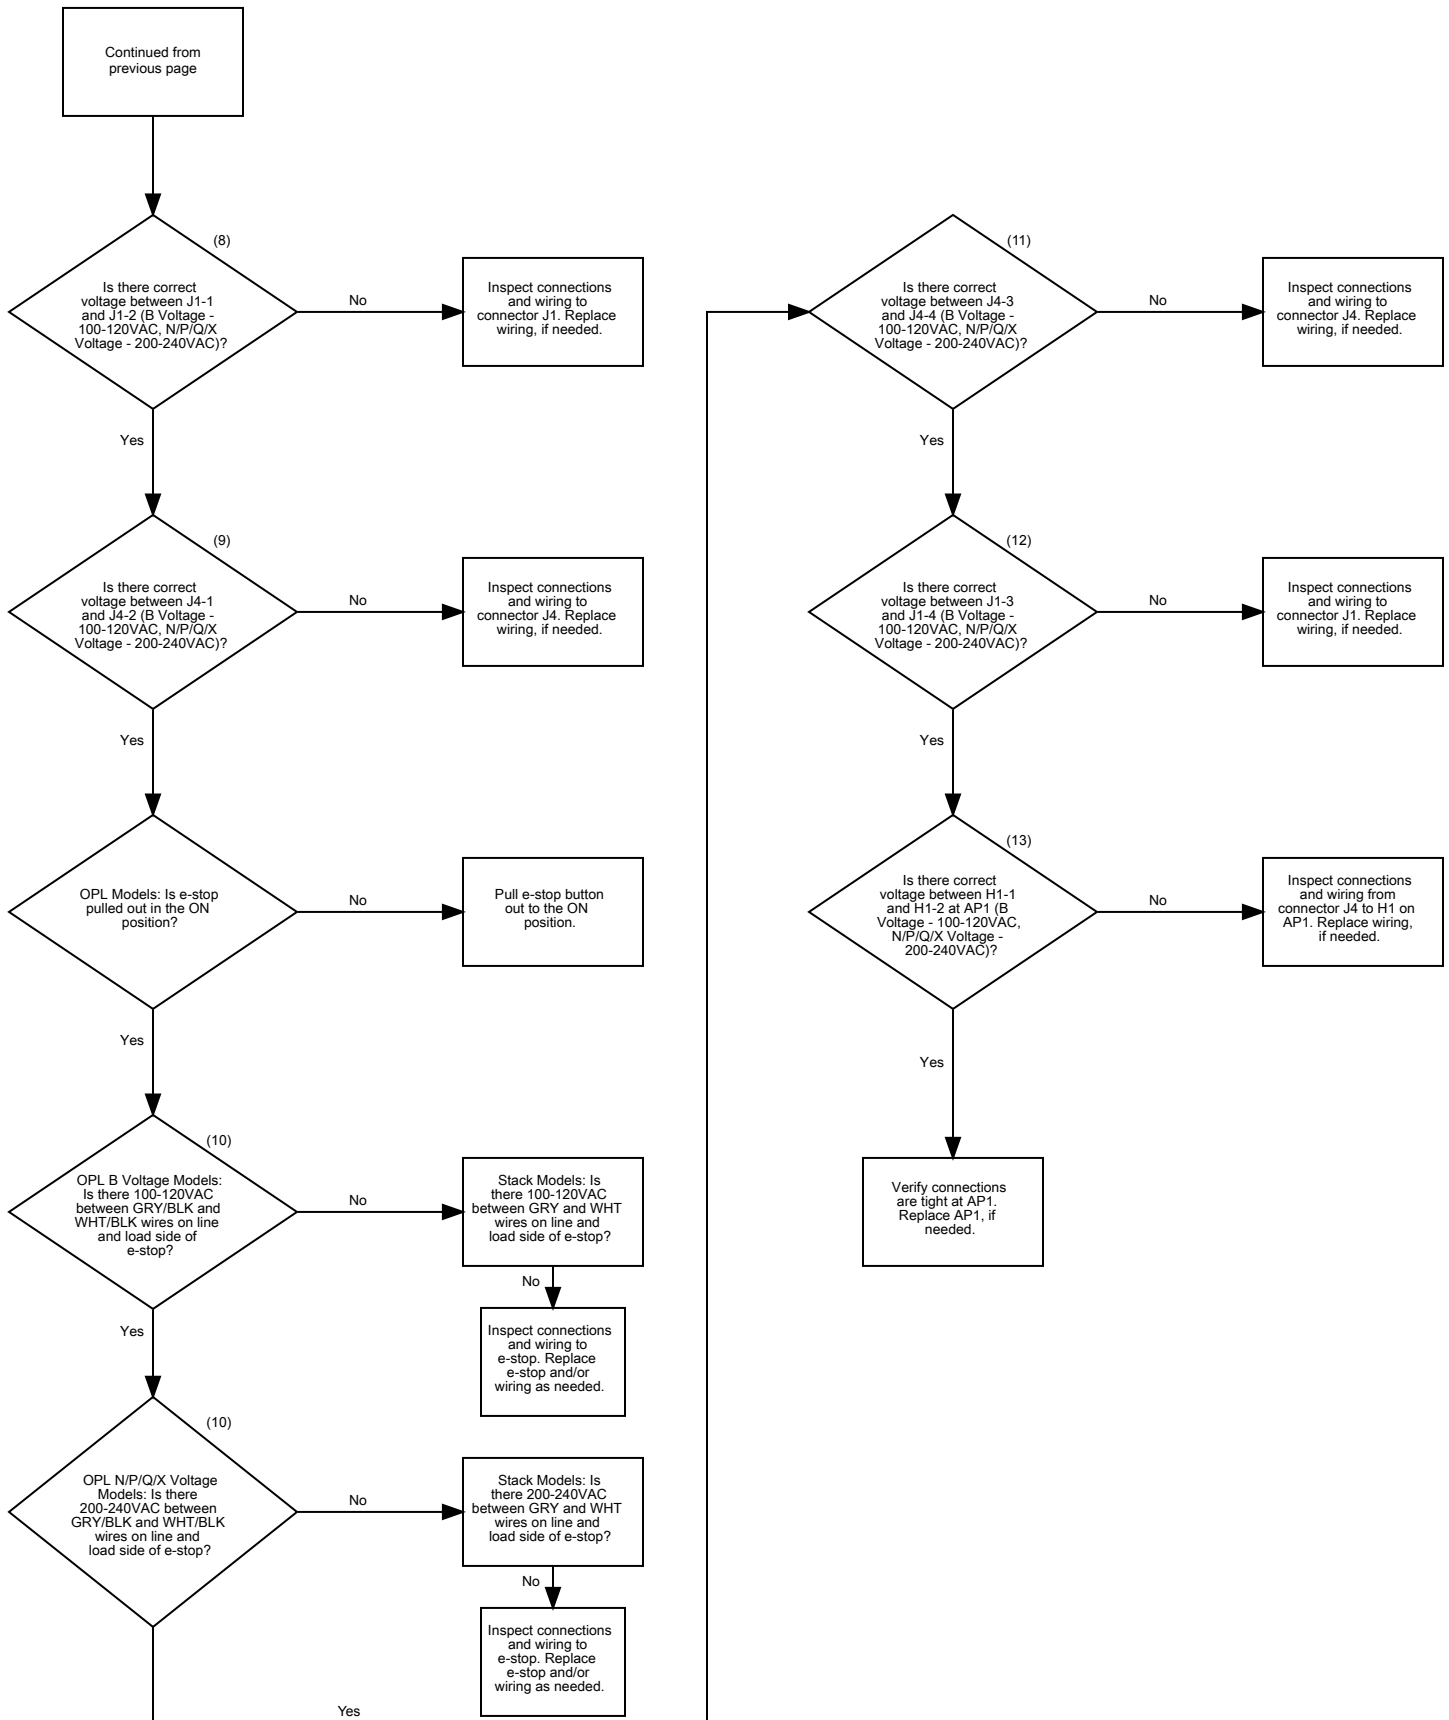 Continued from
previous page
(8)
Is there correct
voltage between J1-1
and J1-2 (B Voltage -
100-120VAC, N/P/Q/X
Voltage - 200-240VAC)?
No
Inspect connections
and wiring to
connector J1. Replace
wiring, if needed.
Yes
(9)
Is there correct
voltage between J4-1
and J4-2 (B Voltage -
100-120VAC, N/P/Q/X
Voltage - 200-240VAC)?
No
Inspect connections
and wiring to
connector J4. Replace
wiring, if needed.
Yes
OPL Models: Is e-stop
pulled out in the ON
position?
No
Pull e-stop button
out to the ON
position.
Yes
(10)
OPL B Voltage Models:
Is there 100-120VAC
between GRY/BLK and
WHT/BLK wires on line
and load side of
e-stop?
No
Stack Models: Is
there 100-120VAC
between GRY and WHT
wires on line and
load side of e-stop?
No
Inspect connections
and wiring to
e-stop. Replace
e-stop and/or
wiring as needed.
Yes
(10)
OPL N/P/Q/X Voltage
Models: Is there
200-240VAC between
GRY/BLK and WHT/BLK
wires on line and
load side of e-stop?
No
Stack Models: Is
there 200-240VAC
between GRY and WHT
wires on line and
load side of e-stop?
No
Inspect connections
and wiring to
e-stop. Replace
e-stop and/or
wiring as needed.
Yes
(11)
Is there correct
voltage between J4-3
and J4-4 (B Voltage -
100-120VAC, N/P/Q/X
Voltage - 200-240VAC)?
No
Inspect connections
and wiring to
connector J4. Replace
wiring, if needed.
Yes
(12)
Is there correct
voltage between J1-3
and J1-4 (B Voltage -
100-120VAC, N/P/Q/X
Voltage - 200-240VAC)?
No
Inspect connections
and wiring to
connector J1. Replace
wiring, if needed.
Yes
(13)
Is there correct
voltage between H1-1
and H1-2 at AP1 (B
Voltage - 100-120VAC,
N/P/Q/X Voltage -
200-240VAC)?
No
Inspect connections
and wiring from
connector J4 to H1 on
AP1. Replace wiring,
if needed.
Yes
Verify connections
are tight at AP1.
Replace AP1, if
needed.